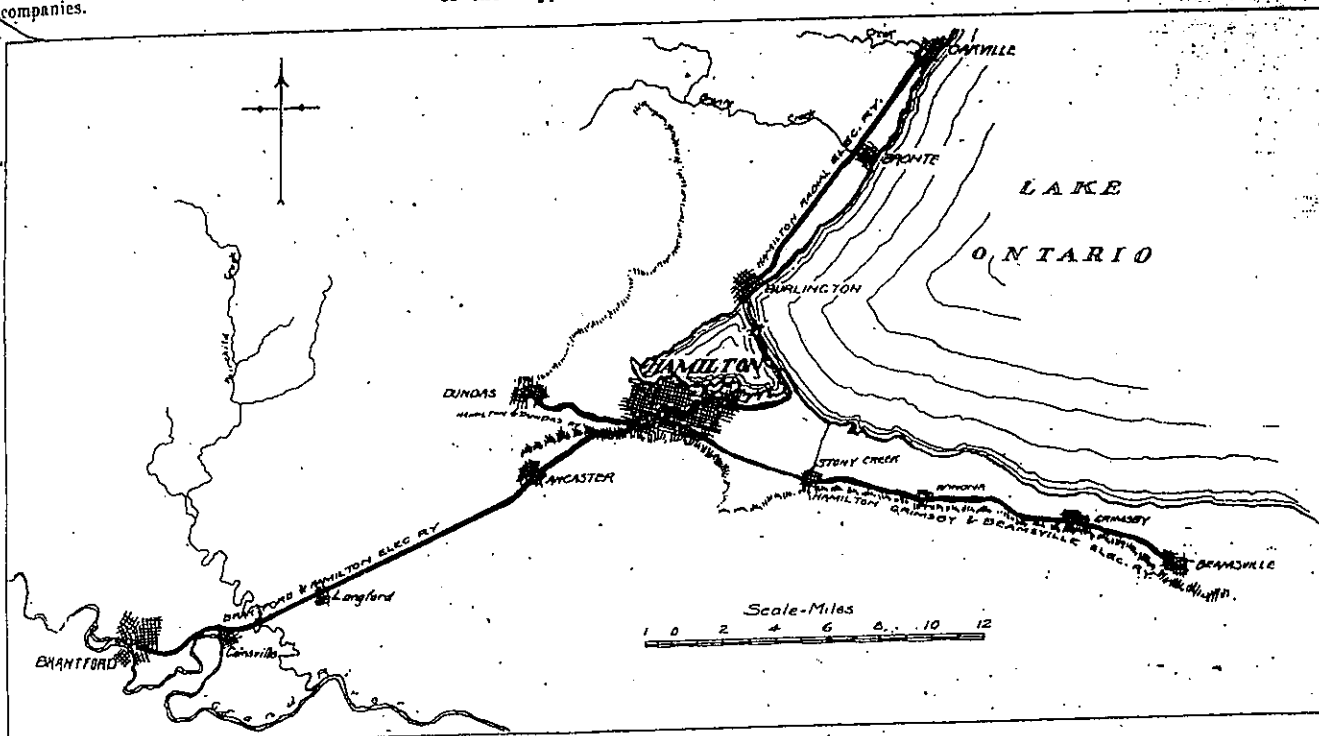 companies.
OAKVILLE
Creek
BRONTE
HAMILTON RADIAL ELEC. RY.
LAKE
ONTARIO
BURLINGTON
HAMILTON
DUNDAS
HAMILTON & DUNDAS
ANCASTER
STONY CREEK
WINONA
HAMILTON GRIMSBY & BEAMSVILLE ELEC. RY.
GRIMSBY
BEAMSVILLE
BRANTFORD & HAMILTON ELEC RY
Langford
Cainsville
BRANTFORD
Scale-Miles
1 0 2 4 6 8 10 12